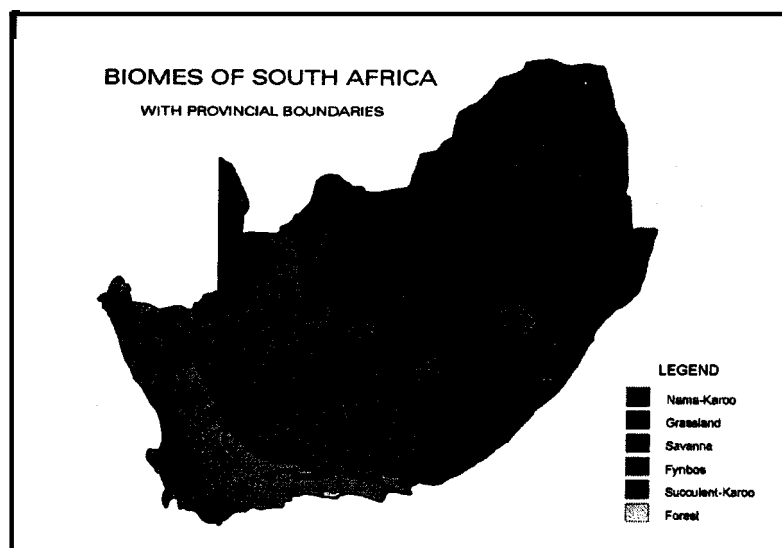 BIOMES OF SOUTH AFRICA
WITH PROVINCIAL BOUNDARIES
LEGEND
Nama-Karoo
Grassland
Savanna
Fynbos
Succulent-Karoo
Forest